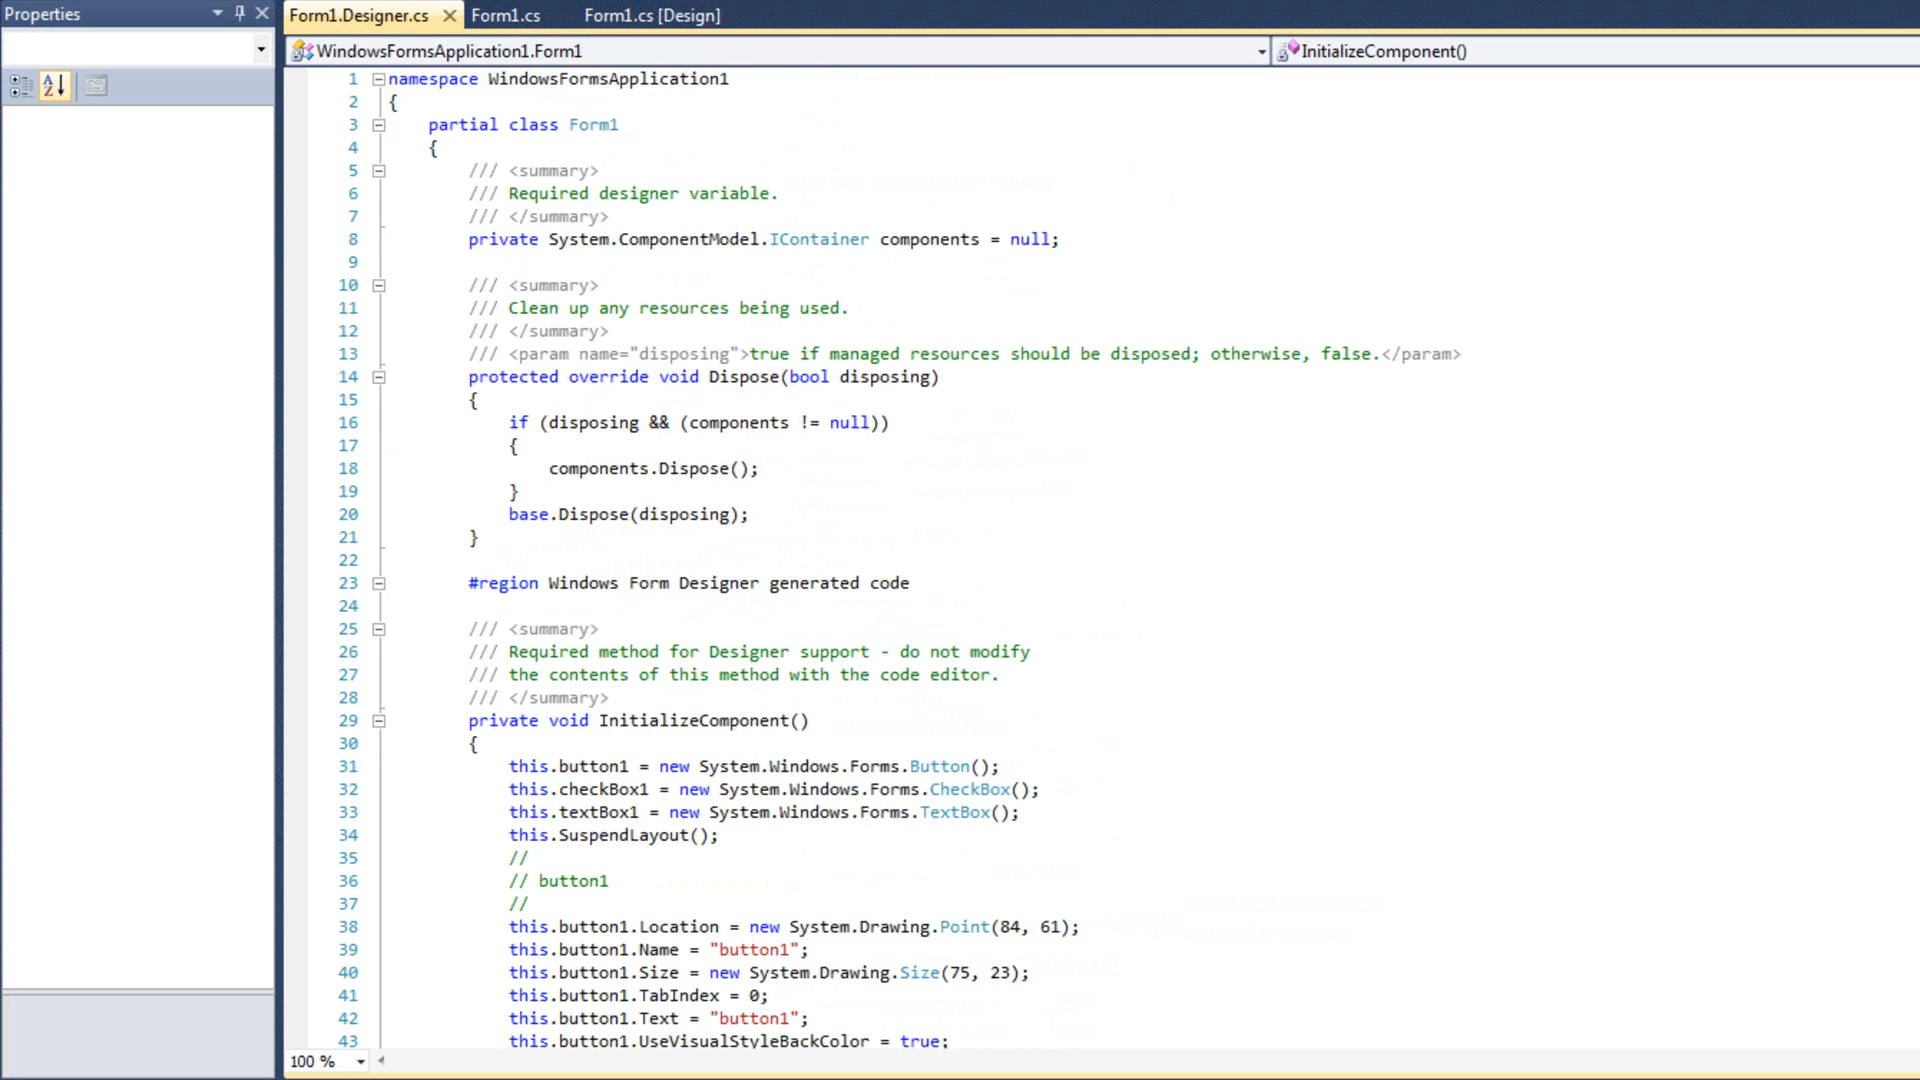 Properties
Form1.Designer.cs Form1.cs Form1.cs [Design]
WindowsFormsApplication1.Form1 InitializeComponent()
1 namespace WindowsFormsApplication1
2 {
3 partial class Form1
4 {
5 /// <summary>
6 /// Required designer variable.
7 /// </summary>
8 private System.ComponentModel.IContainer components = null;
9
10 /// <summary>
11 /// Clean up any resources being used.
12 /// </summary>
13 /// <param name="disposing">true if managed resources should be disposed; otherwise, false.</param>
14 protected override void Dispose(bool disposing)
15 {
16 if (disposing && (components != null))
17 {
18 components.Dispose();
19 }
20 base.Dispose(disposing);
21 }
22
23 #region Windows Form Designer generated code
24
25 /// <summary>
26 /// Required method for Designer support - do not modify
27 /// the contents of this method with the code editor.
28 /// </summary>
29 private void InitializeComponent()
30 {
31 this.button1 = new System.Windows.Forms.Button();
32 this.checkBox1 = new System.Windows.Forms.CheckBox();
33 this.textBox1 = new System.Windows.Forms.TextBox();
34 this.SuspendLayout();
35 //
36 // button1
37 //
38 this.button1.Location = new System.Drawing.Point(84, 61);
39 this.button1.Name = "button1";
40 this.button1.Size = new System.Drawing.Size(75, 23);
41 this.button1.TabIndex = 0;
42 this.button1.Text = "button1";
43 this.button1.UseVisualStyleBackColor = true;
100 %